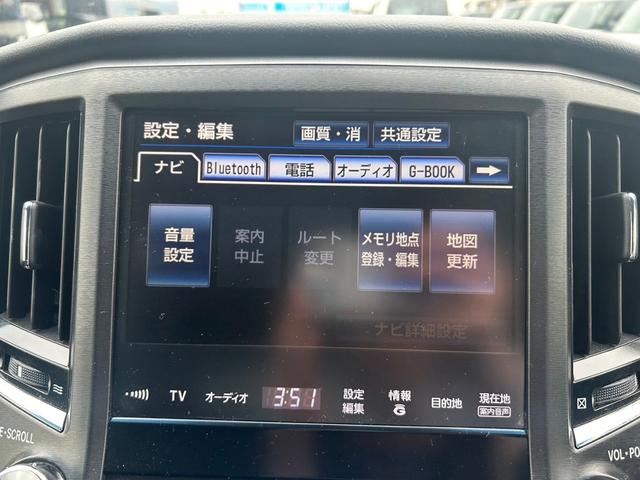 設定・編集 画質・消 共通設定
ナビ Bluetooth 電話 オーディオ G-BOOK
音量
設定
案内
中止
ルート
変更
メモリ地点
登録・編集
地図
更新
ナビ詳細設定
TV オーディオ 3:51
設定
編集
情報
G
目的地
現在地
案内音声
E-SCROLL
VOL-PO